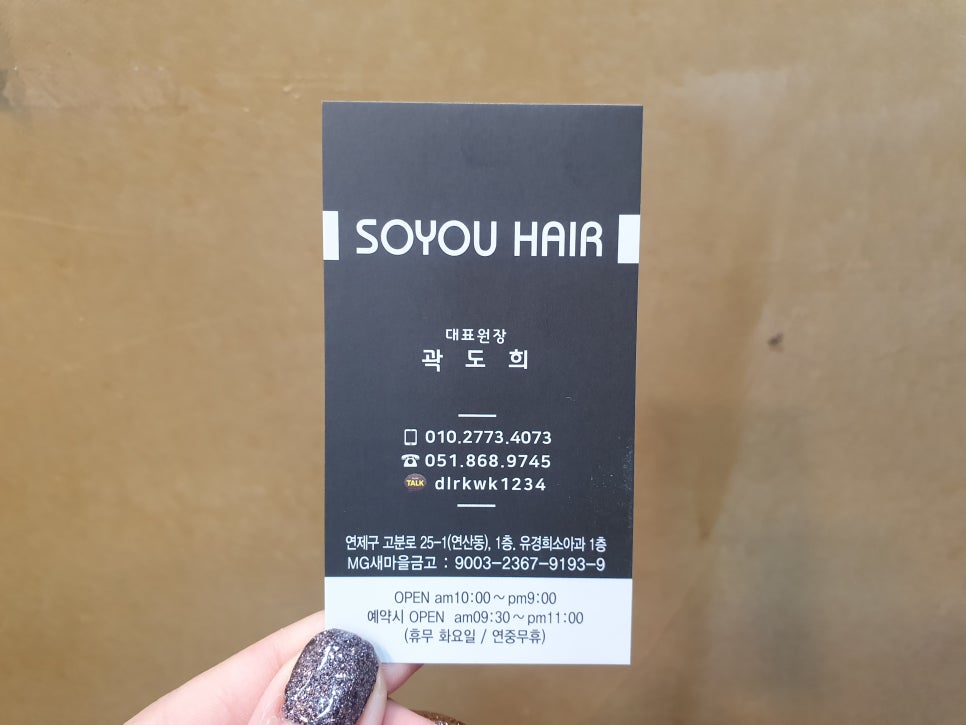 SOYOU HAIR
대표원장
곽 도 희
010.2773.4073
051.868.9745
TALK dlrkwk1234
연제구 고분로 25-1(연산동), 1층. 유경희소아과 1층
MG새마을금고 : 9003-2367-9193-9
OPEN am10:00~pm9:00
예약시 OPEN am09:30~pm11:00
(휴무 화요일 / 연중무휴)